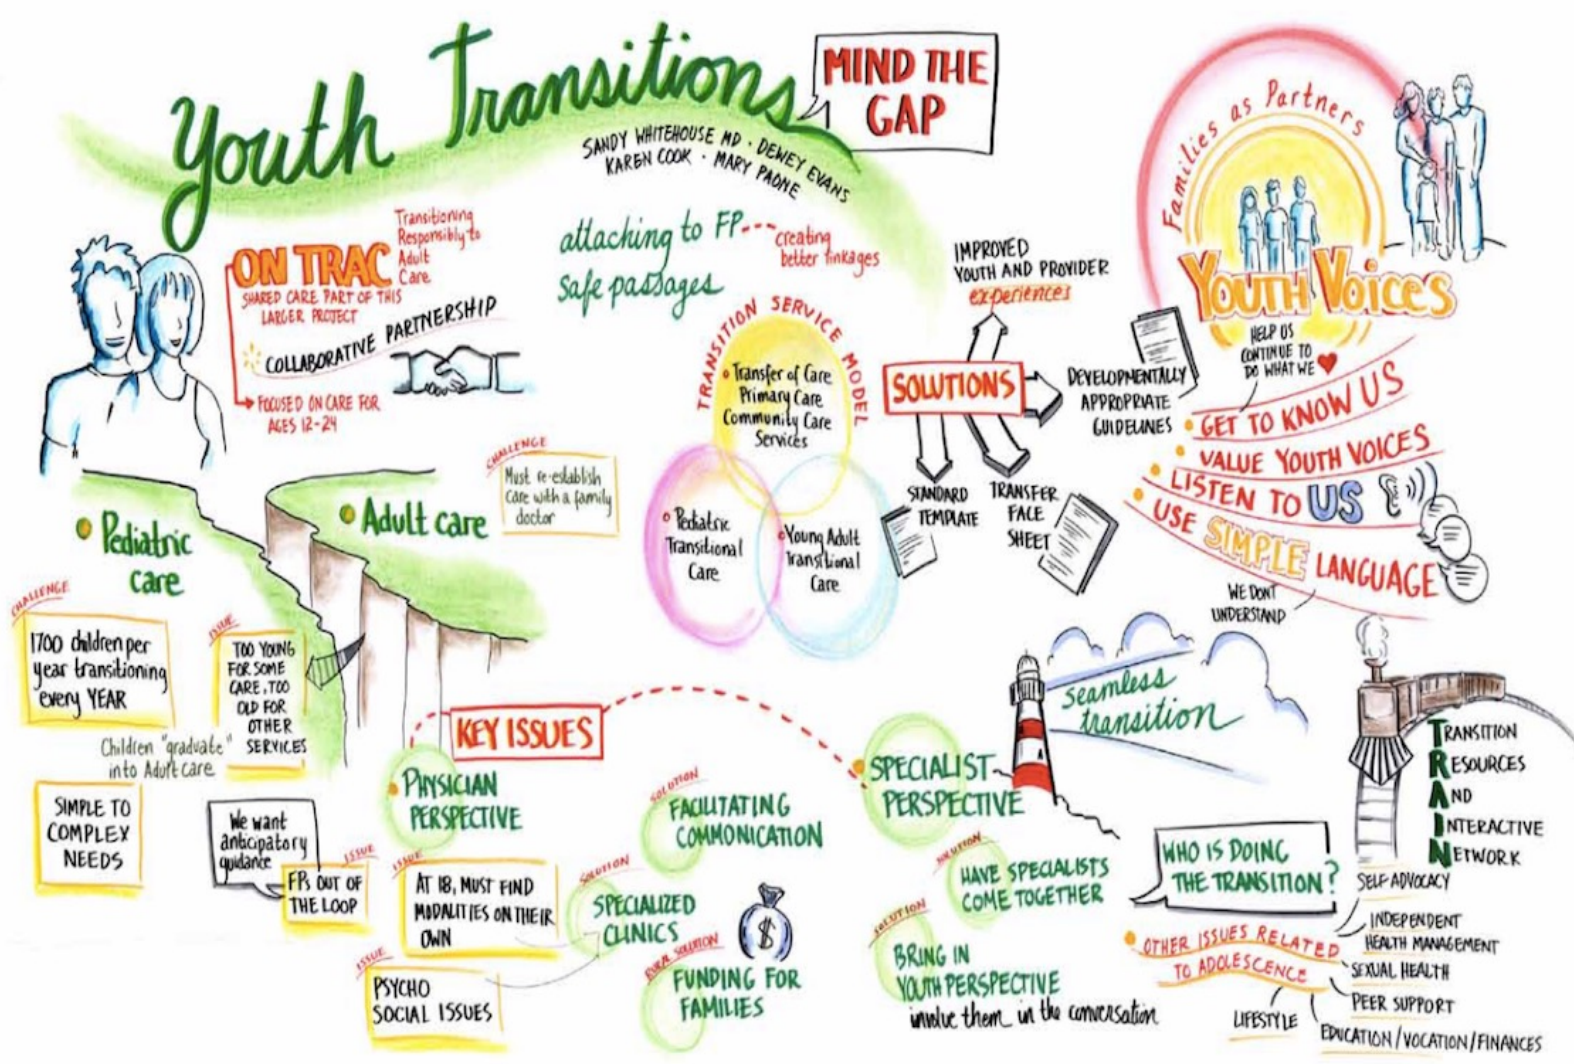 Youth Transitions
MIND THE
GAP
SANDY WHITEHOUSE MD · DEWEY EVANS
KAREN COOK · MARY PAONE
ON TRAC
Transitioning
Responsibly to
Adult
Care
SHARED CARE PART OF THIS
LARGER PROJECT
COLLABORATIVE PARTNERSHIP
FOCUSED ON CARE FOR
AGES 12-24
attaching to FP---
creating
better linkages
safe passages
TRANSITION SERVICE MODEL
Transfer of Care
Primary Care
Community Care
Services
Pediatric
Transitional
Care
Young Adult
Transitional
Care
SOLUTIONS
IMPROVED
YOUTH AND PROVIDER
experiences
DEVELOPMENTALLY
APPROPRIATE
GUIDELINES
STANDARD
TEMPLATE
TRANSFER
FACE
SHEET
Families as Partners
YOUTH VOICES
HELP US
CONTINUE TO
DO WHAT WE ♥
GET TO KNOW US
VALUE YOUTH VOICES
LISTEN TO US
USE SIMPLE LANGUAGE
WE DONT
UNDERSTAND
Pediatric
care
Adult care
CHALLENGE
Must re-establish
care with a family
doctor
CHALLENGE
1700 children per
year transitioning
every YEAR
ISSUE
TOO YOUNG
FOR SOME
CARE, TOO
OLD FOR
OTHER
SERVICES
Children "graduate"
into Adult care
SIMPLE TO
COMPLEX
NEEDS
We want
anticipatory
guidance
ISSUE
FPs OUT OF
THE LOOP
KEY ISSUES
PHYSICIAN
PERSPECTIVE
ISSUE
AT 18, MUST FIND
MODALITIES ON THEIR
OWN
ISSUE
PSYCHO
SOCIAL ISSUES
SOLUTION
FACILITATING
COMMUNICATION
SOLUTION
SPECIALIZED
CLINICS
SOLUTION
FUNDING FOR
FAMILIES
$
SPECIALIST
PERSPECTIVE
SOLUTION
HAVE SPECIALISTS
COME TOGETHER
SOLUTION
BRING IN
YOUTH PERSPECTIVE
involve them in the conversation
seamless
transition
TRANSITION
RESOURCES
AND
INTERACTIVE
NETWORK
WHO IS DOING
THE TRANSITION?
OTHER ISSUES RELATED
TO ADOLESCENCE
SELF ADVOCACY
INDEPENDENT
HEALTH MANAGEMENT
SEXUAL HEALTH
PEER SUPPORT
LIFESTYLE
EDUCATION/VOCATION/FINANCES